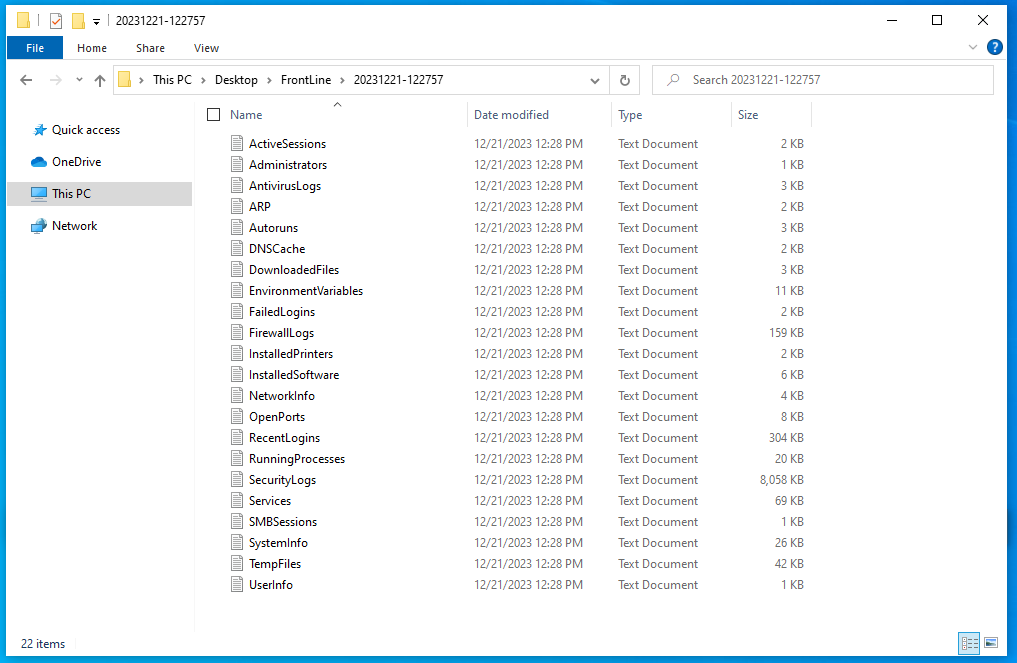 20231221-122757
File Home Share View
This PC Desktop FrontLine 20231221-122757 Search 20231221-122757
Name Date modified Type Size
Quick access
OneDrive
This PC
Network
ActiveSessions 12/21/2023 12:28 PM Text Document 2 KB
Administrators 12/21/2023 12:28 PM Text Document 1 KB
AntivirusLogs 12/21/2023 12:28 PM Text Document 3 KB
ARP 12/21/2023 12:28 PM Text Document 2 KB
Autoruns 12/21/2023 12:28 PM Text Document 3 KB
DNSCache 12/21/2023 12:28 PM Text Document 2 KB
DownloadedFiles 12/21/2023 12:28 PM Text Document 3 KB
EnvironmentVariables 12/21/2023 12:28 PM Text Document 11 KB
FailedLogins 12/21/2023 12:28 PM Text Document 2 KB
FirewallLogs 12/21/2023 12:28 PM Text Document 159 KB
InstalledPrinters 12/21/2023 12:28 PM Text Document 2 KB
InstalledSoftware 12/21/2023 12:28 PM Text Document 6 KB
NetworkInfo 12/21/2023 12:28 PM Text Document 4 KB
OpenPorts 12/21/2023 12:28 PM Text Document 8 KB
RecentLogins 12/21/2023 12:28 PM Text Document 304 KB
RunningProcesses 12/21/2023 12:28 PM Text Document 20 KB
SecurityLogs 12/21/2023 12:28 PM Text Document 8,058 KB
Services 12/21/2023 12:28 PM Text Document 69 KB
SMBSessions 12/21/2023 12:28 PM Text Document 1 KB
SystemInfo 12/21/2023 12:28 PM Text Document 26 KB
TempFiles 12/21/2023 12:28 PM Text Document 42 KB
UserInfo 12/21/2023 12:28 PM Text Document 1 KB
22 items